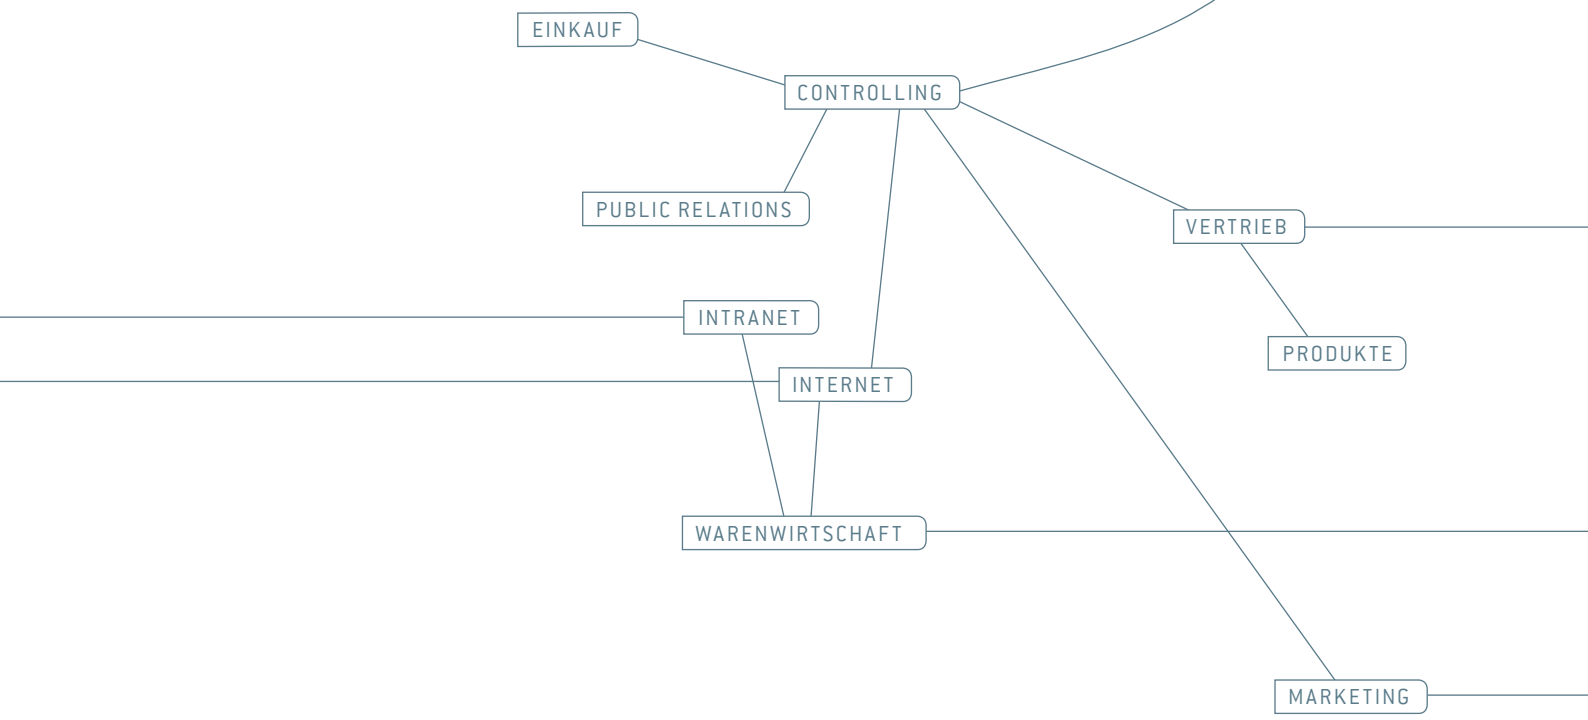 EINKAUF
CONTROLLING
PUBLIC RELATIONS
VERTRIEB
INTRANET
PRODUKTE
INTERNET
WARENWIRTSCHAFT
MARKETING